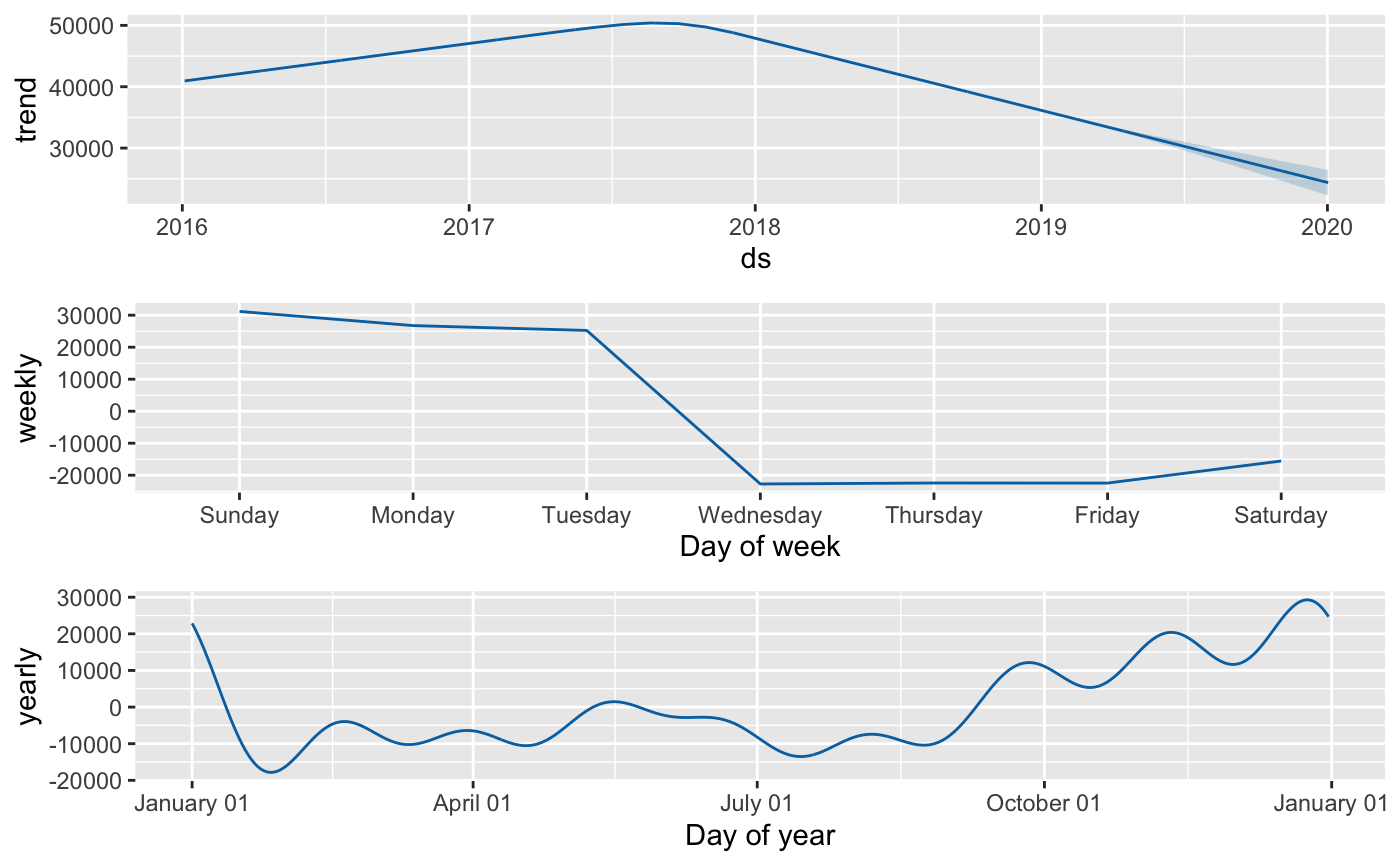 50000
40000
30000
trend
2016 2017 2018 2019 2020
ds
30000
20000
10000
0
-10000
-20000
weekly
Sunday Monday Tuesday Wednesday Thursday Friday Saturday
Day of week
30000
20000
10000
0
-10000
-20000
yearly
January 01 April 01 July 01 October 01 January 01
Day of year